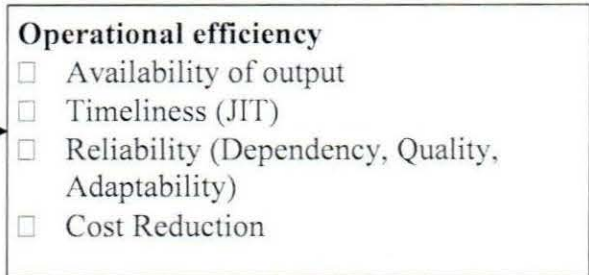 Operational efficiency
□ Availability of output
□ Timeliness (JIT)
□ Reliability (Dependency, Quality,
Adaptability)
□ Cost Reduction